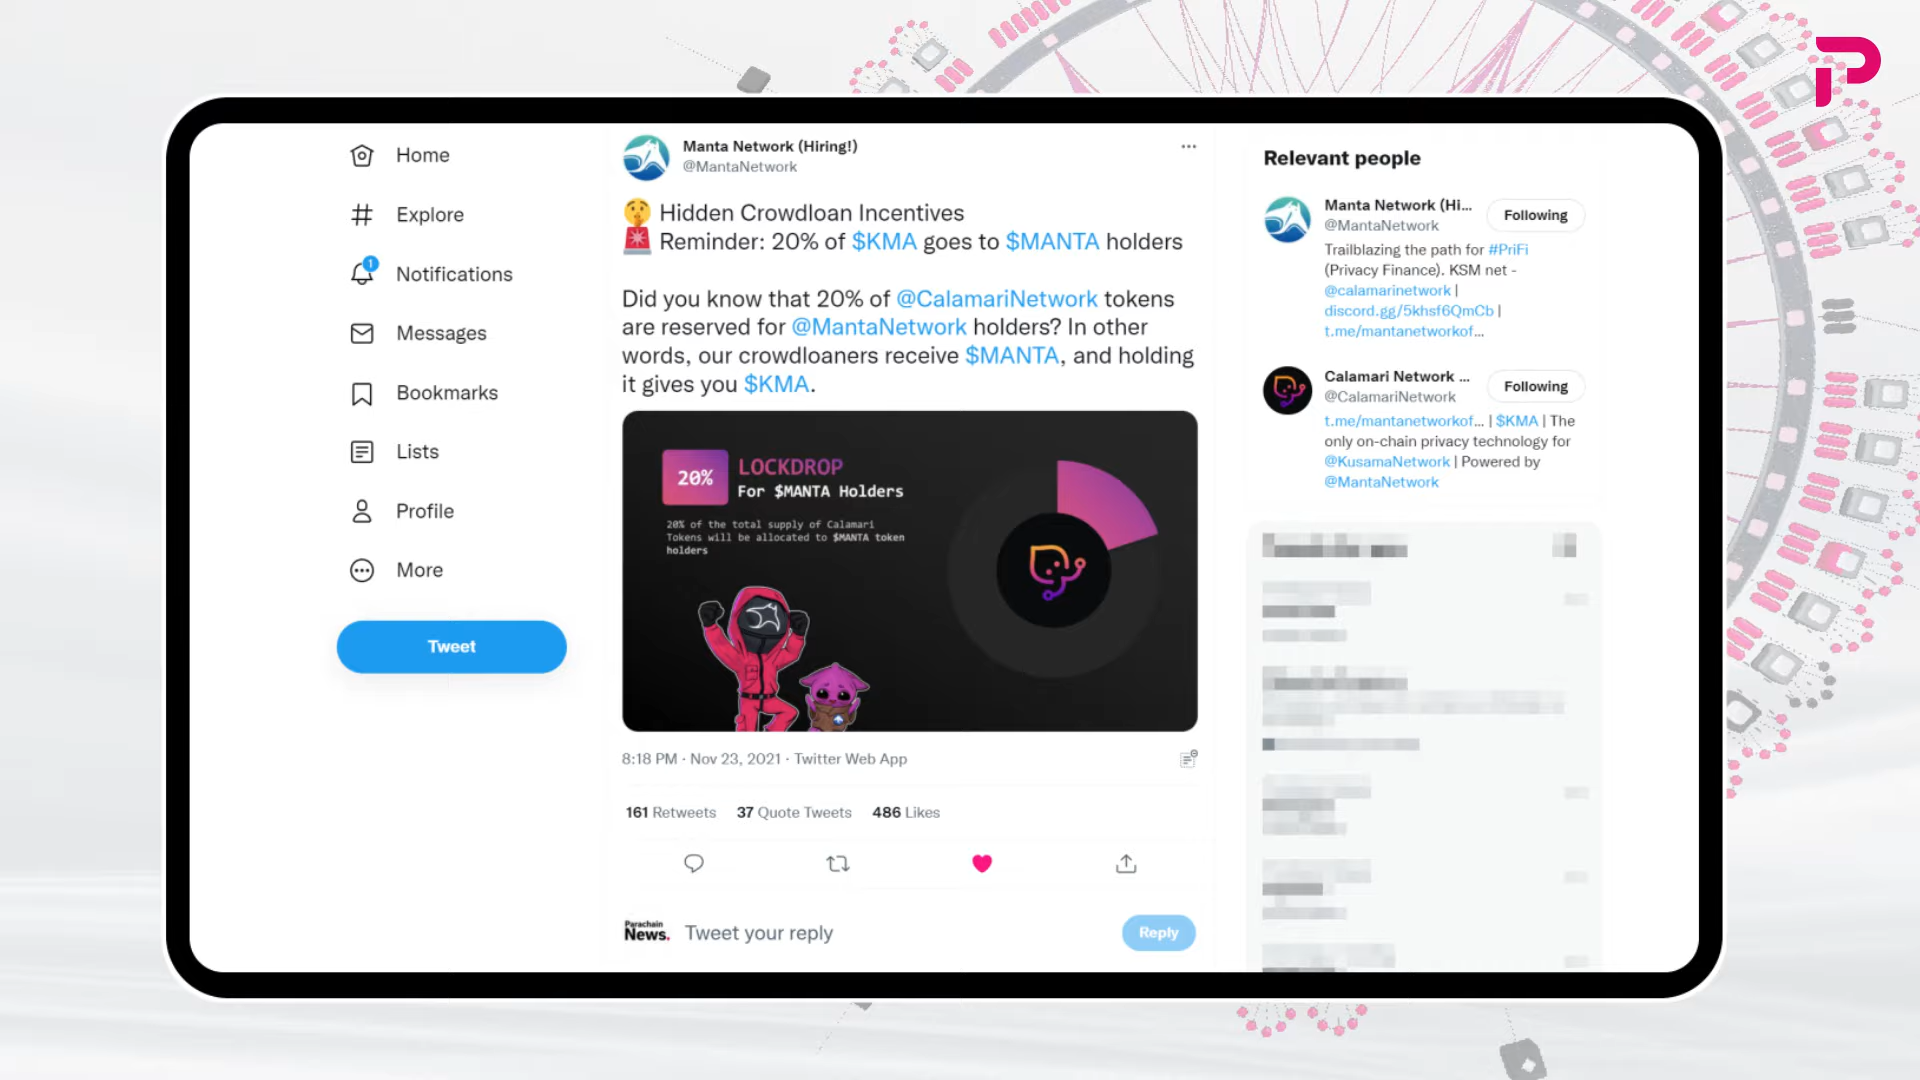 Home
Explore
1
Notifications
Messages
Bookmarks
Lists
Profile
More
Tweet
Manta Network (Hiring!)
@MantaNetwork
Hidden Crowdloan Incentives
Reminder: 20% of $KMA goes to $MANTA holders
Did you know that 20% of @CalamariNetwork tokens
are reserved for @MantaNetwork holders? In other
words, our crowdloaners receive $MANTA, and holding
it gives you $KMA.
20%
LOCKDROP
For $MANTA Holders
20% of the total supply of Calamari
Tokens will be allocated to $MANTA token
holders
8:18 PM · Nov 23, 2021 · Twitter Web App
161 Retweets 37 Quote Tweets 486 Likes
Parachain
News.
Tweet your reply
Reply
Relevant people
Manta Network (Hi...
@MantaNetwork
Following
Trailblazing the path for #PriFi
(Privacy Finance). KSM net -
@calamarinetwork |
discord.gg/5khsf6QmCb |
t.me/mantanetworkof...
Calamari Network ...
@CalamariNetwork
Following
t.me/mantanetworkof... | $KMA | The
only on-chain privacy technology for
@KusamaNetwork | Powered by
@MantaNetwork